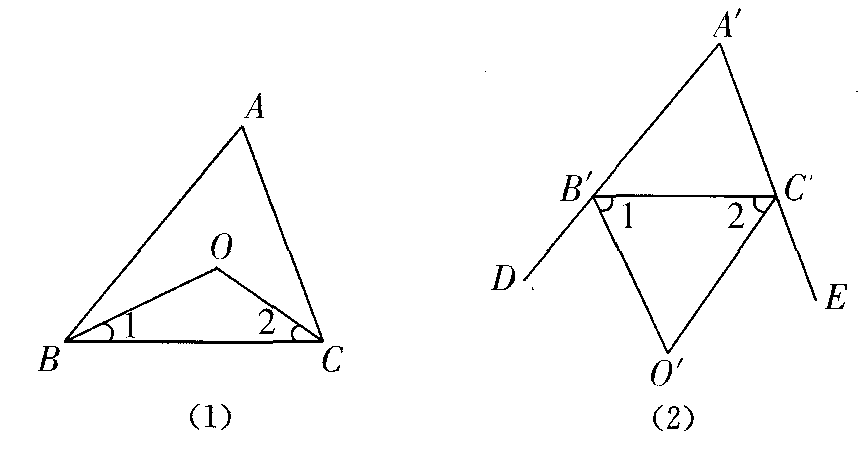 A
O
1
2
B
C
(1)
A′
B′
C′
1
2
D
E
O′
(2)